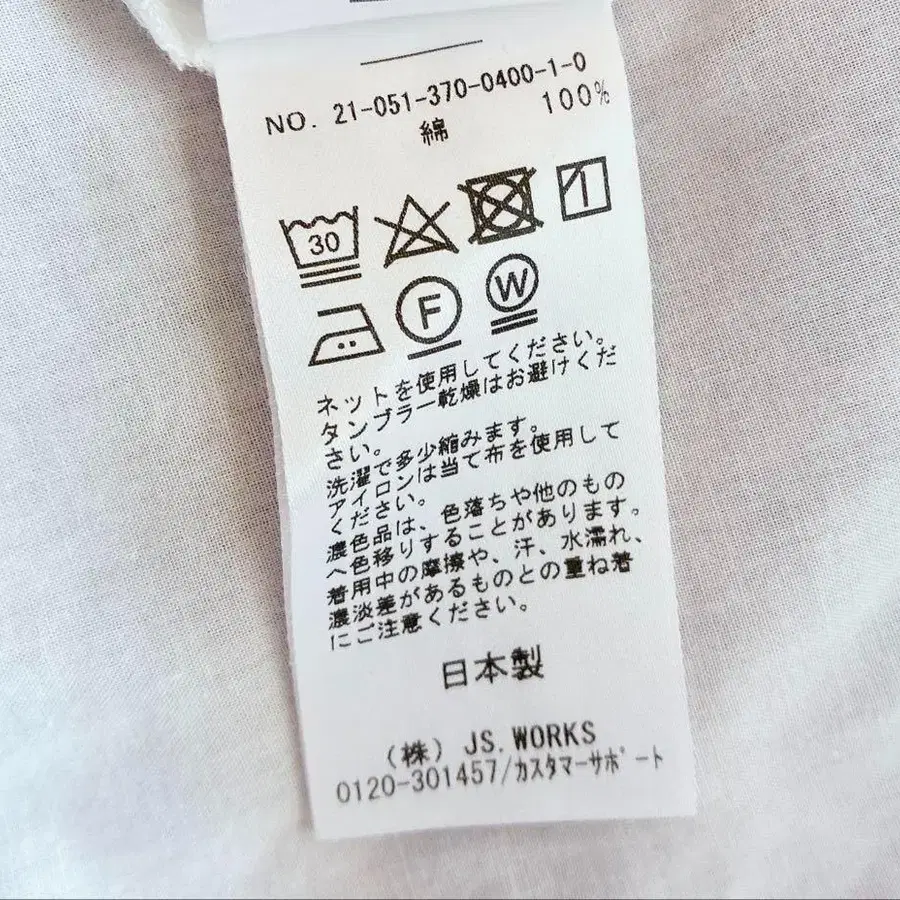 NO. 21-051-370-0400-1-0
綿 100%
30
F W
ネットを使用してください。
タンブラー乾燥はお避けくだ
さい。
洗濯で多少縮みます。
アイロンは当て布を使用して
ください。
濃色品は、色落ちや他のもの
へ色移りすることがあります。
着用中の摩擦や、汗、水濡れ、
濃淡差があるものとの重ね着
にご注意ください。
日本製
(株) JS.WORKS
0120-301457/カスタマーサポート